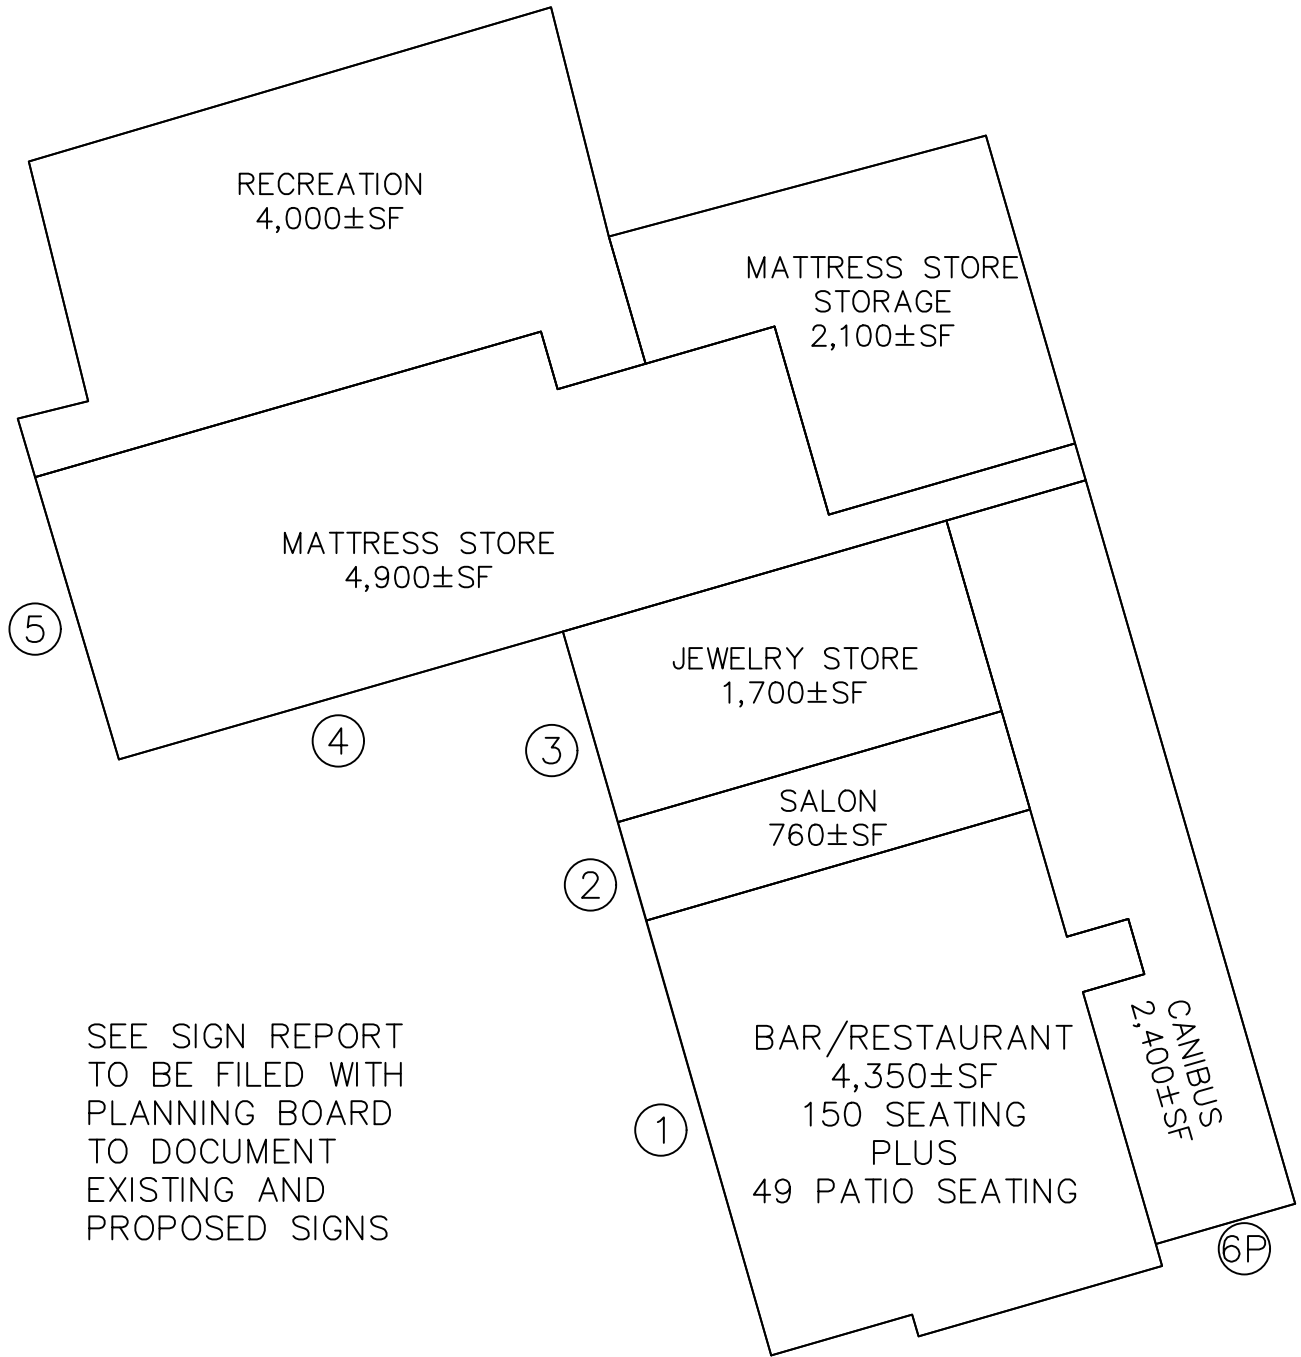 RECREATION
4,000±SF
MATTRESS STORE
STORAGE
2,100±SF
MATTRESS STORE
4,900±SF
5
4
3
JEWELRY STORE
1,700±SF
SALON
760±SF
2
CANIBUS
2,400±SF
BAR/RESTAURANT
4,350±SF
150 SEATING
PLUS
49 PATIO SEATING
1
6P
SEE SIGN REPORT
TO BE FILED WITH
PLANNING BOARD
TO DOCUMENT
EXISTING AND
PROPOSED SIGNS